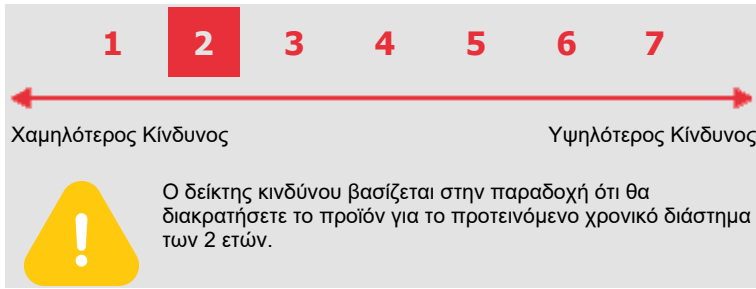 1 2 3 4 5 6 7
Χαμηλότερος Κίνδυνος Υψηλότερος Κίνδυνος
Ο δείκτης κινδύνου βασίζεται στην παραδοχή ότι θα
διακρατήσετε το προϊόν για το προτεινόμενο χρονικό διάστημα
των 2 ετών.